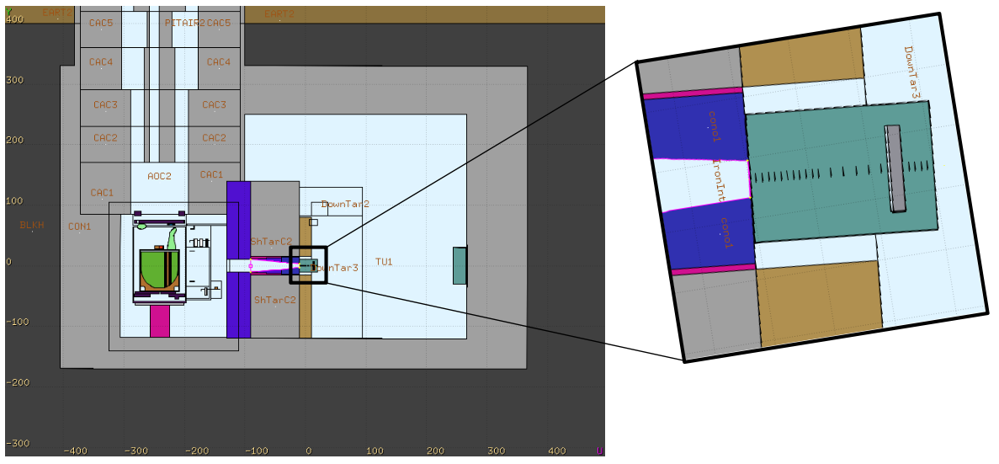 Y
EART2 EART2
400
CAC5 PITAIR2 CAC5
CAC4 CAC4
300
CAC3 CAC3
200
CAC2 CAC2
AOC2
CAC1
CAC1
100
DownTar2
BLKH CON1
ShTarC2
0
TU1
DownTar3
ShTarC2
-100
-200
-300
-400 -300 -200 -100 0 100 200 300 400 U
DownTar3
cono1
IronInt
cono1